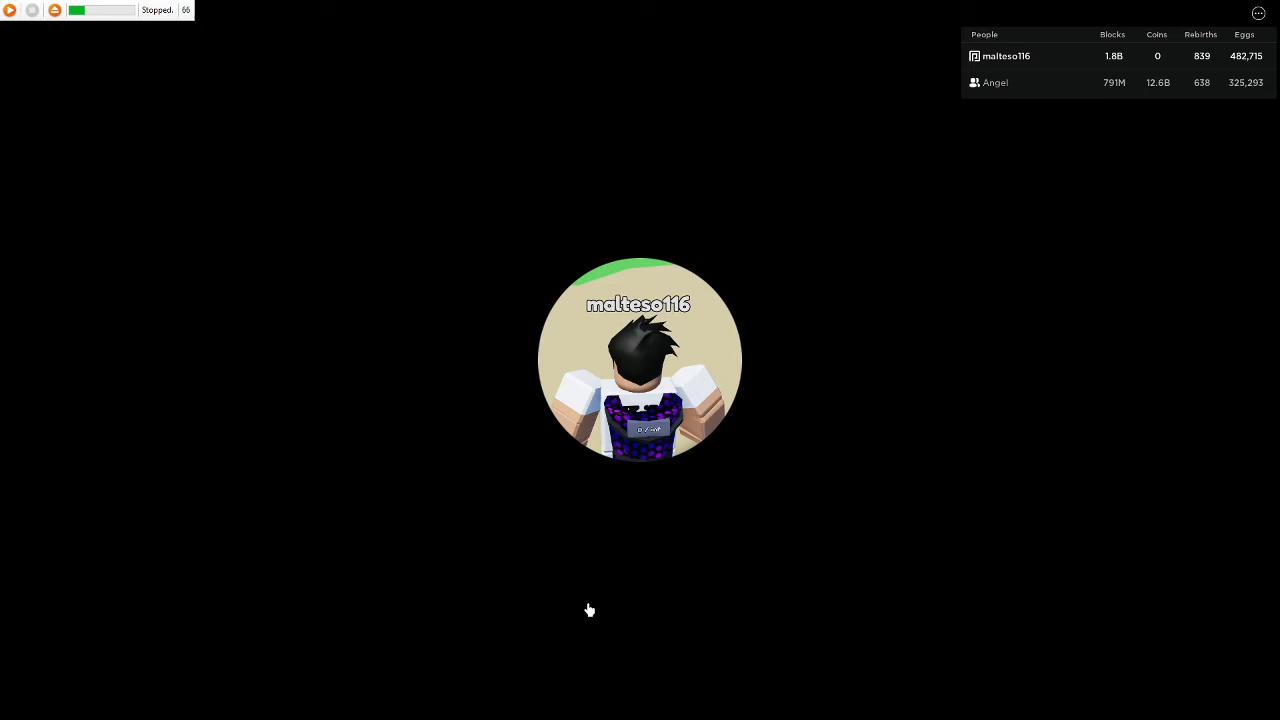 Stopped. 66
People Blocks Coins Rebirths Eggs
malteso116 1.8B 0 839 482,715
Angel 791M 12.6B 638 325,293
malteso116